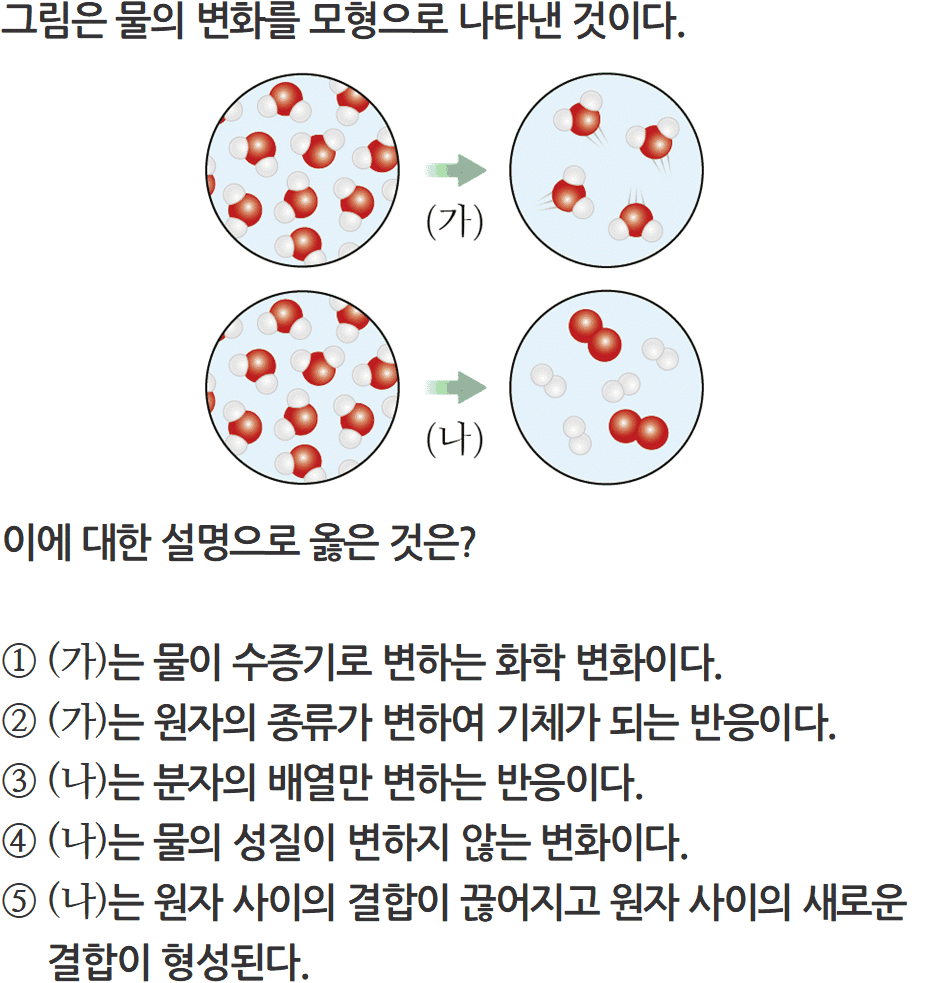 그림은 물의 변화를 모형으로 나타낸 것이다.
(가)
(나)
이에 대한 설명으로 옳은 것은?
① (가)는 물이 수증기로 변하는 화학 변화이다.
② (가)는 원자의 종류가 변하여 기체가 되는 반응이다.
③ (나)는 분자의 배열만 변하는 반응이다.
④ (나)는 물의 성질이 변하지 않는 변화이다.
⑤ (나)는 원자 사이의 결합이 끊어지고 원자 사이의 새로운
결합이 형성된다.